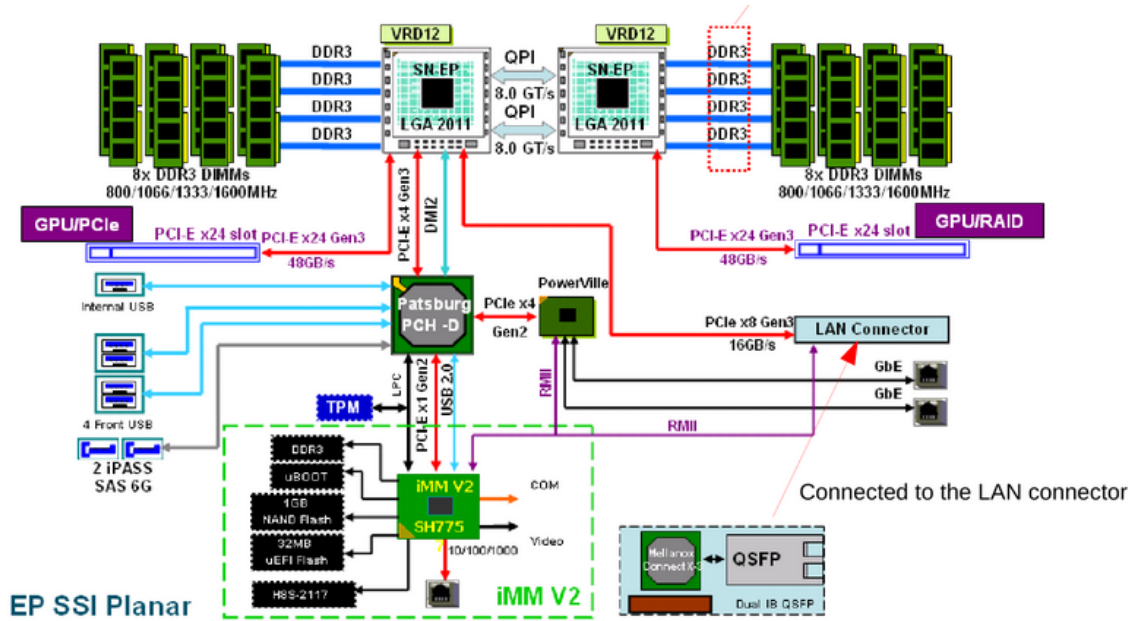 VRD12
VRD12
DDR3
DDR3
DDR3
DDR3
SN-EP
LGA 2011
QPI
8.0 GT/s
QPI
8.0 GT/s
SN-EP
LGA 2011
DDR3
DDR3
DDR3
DDR3
8x DDR3 DIMMs
800/1066/1333/1600MHz
8x DDR3 DIMMs
800/1066/1333/1600MHz
GPU/PCIe
PCI-E x24 slot
PCI-E x24 Gen3
48GB/s
PCI-E x4 Gen3
DMI2
PCI-E x24 Gen3
48GB/s
PCI-E x24 slot
GPU/RAID
Internal USB
Patsburg
PCH -D
PCIe x4
Gen2
PowerVille
PCIe x8 Gen3
16GB/s
LAN Connector
GbE
GbE
4 Front USB
2 iPASS
SAS 6G
TPM
LPC
PCI-E x1 Gen2
USB 2.0
RMII
RMII
DDR3
uBOOT
1GB
NAND Flash
32MB
uEFI Flash
H8S-2117
iMM V2
SH775
7
COM
Video
10/100/1000
iMM V2
EP SSI Planar
Connected to the LAN connector
Mellanox
ConnectX-3
QSFP
Dual IB QSFP